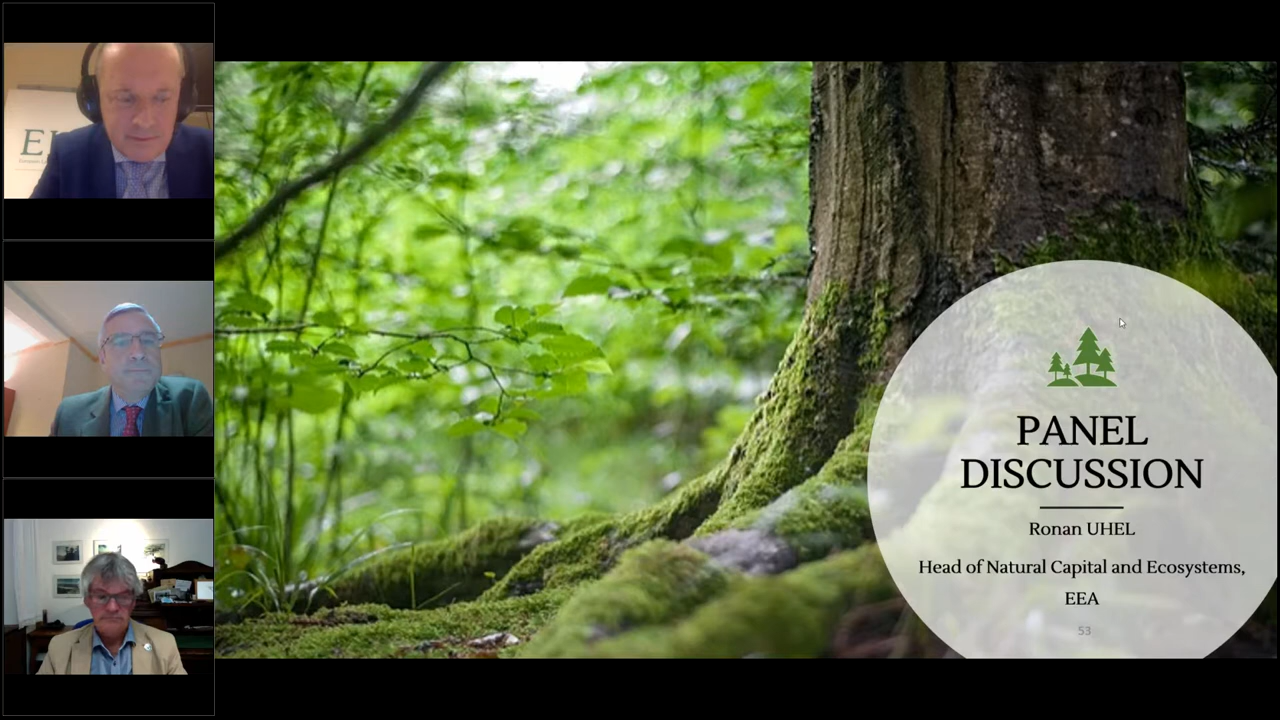 PANEL
DISCUSSION
Ronan UHEL
Head of Natural Capital and Ecosystems,
EEA
53